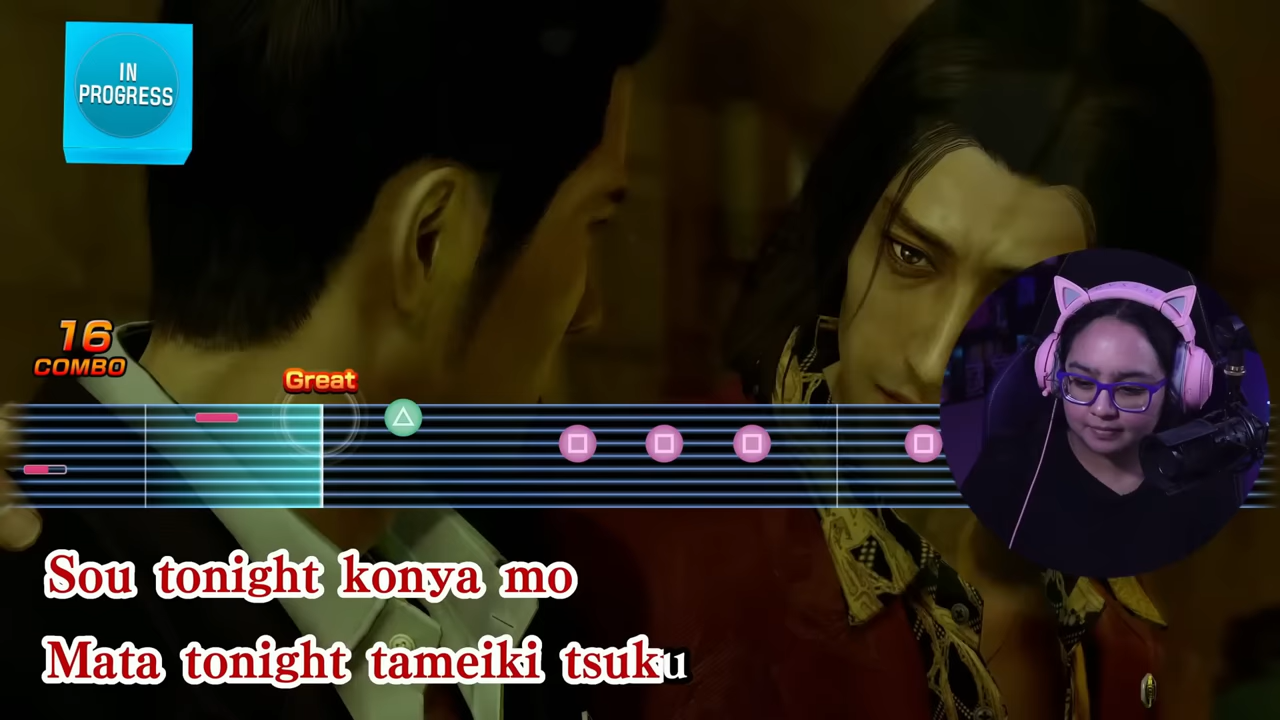 IN
PROGRESS
16
COMBO
Great
Sou tonight konya mo
Mata tonight tameiki tsuku